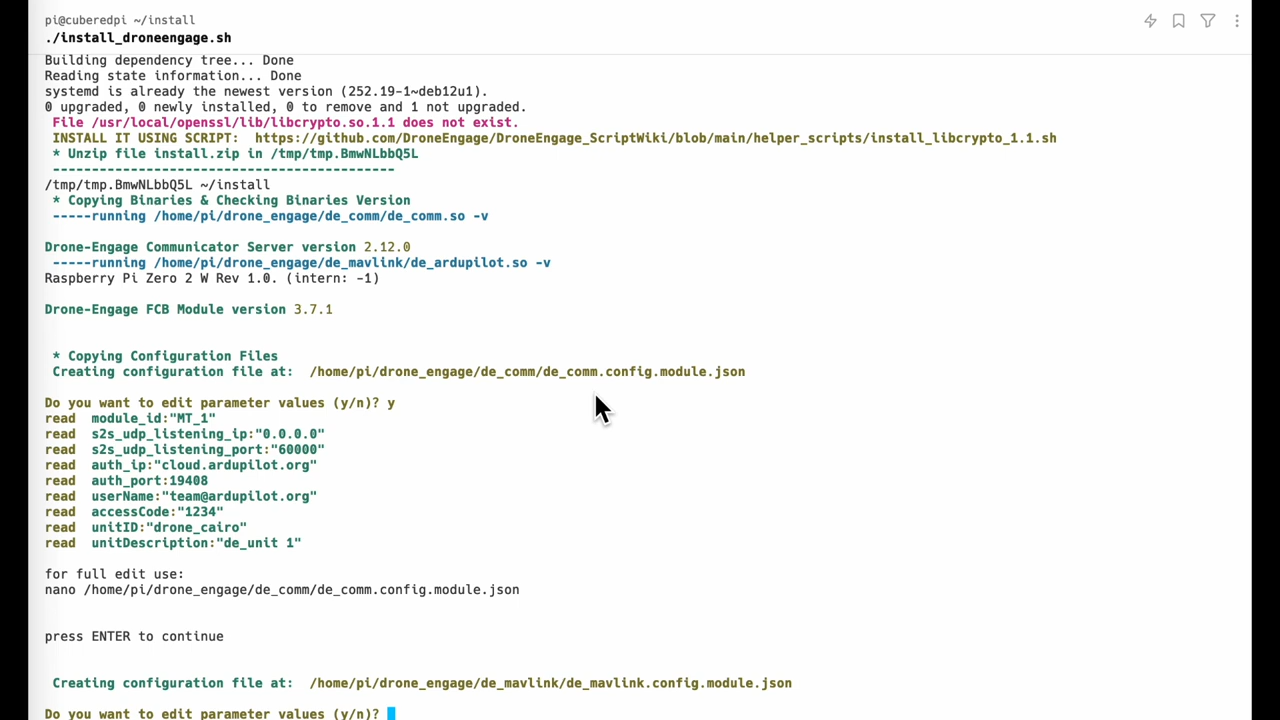 pi@cuberedpi ~/install
./install_droneengage.sh
Building dependency tree... Done
Reading state information... Done
systemd is already the newest version (252.19-1~deb12u1).
0 upgraded, 0 newly installed, 0 to remove and 1 not upgraded.
File /usr/local/openssl/lib/libcrypto.so.1.1 does not exist.
INSTALL IT USING SCRIPT:  https://github.com/DroneEngage/DroneEngage_ScriptWiki/blob/main/helper_scripts/install_libcrypto_1.1.sh
* Unzip file install.zip in /tmp/tmp.BmwNLbbQ5L
--------------------------------------------
/tmp/tmp.BmwNLbbQ5L ~/install
* Copying Binaries & Checking Binaries Version
-----running /home/pi/drone_engage/de_comm/de_comm.so -v
Drone-Engage Communicator Server version 2.12.0
-----running /home/pi/drone_engage/de_mavlink/de_ardupilot.so -v
Raspberry Pi Zero 2 W Rev 1.0. (intern: -1)
Drone-Engage FCB Module version 3.7.1
* Copying Configuration Files
Creating configuration file at:  /home/pi/drone_engage/de_comm/de_comm.config.module.json
Do you want to edit parameter values (y/n)? y
read  module_id:"MT_1"
read  s2s_udp_listening_ip:"0.0.0.0"
read  s2s_udp_listening_port:"60000"
read  auth_ip:"cloud.ardupilot.org"
read  auth_port:19408
read  userName:"team@ardupilot.org"
read  accessCode:"1234"
read  unitID:"drone_cairo"
read  unitDescription:"de_unit 1"
for full edit use:
nano /home/pi/drone_engage/de_comm/de_comm.config.module.json
press ENTER to continue
Creating configuration file at:  /home/pi/drone_engage/de_mavlink/de_mavlink.config.module.json
Do you want to edit parameter values (y/n)?